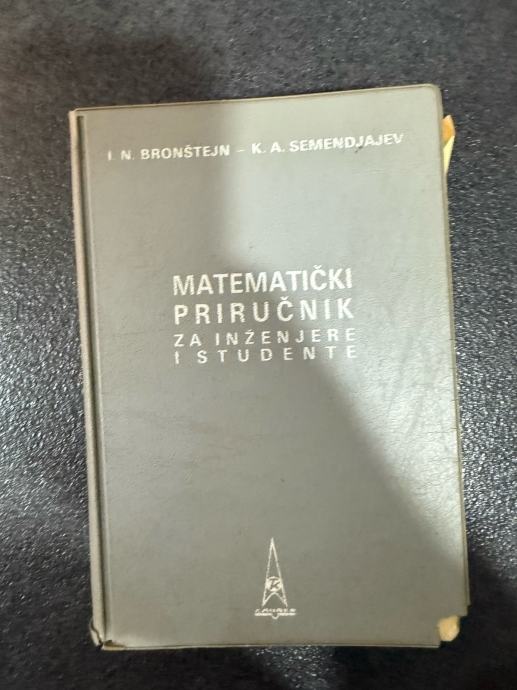 I. N. BRONŠTEJN – K. A. SEMENDJAJEV
MATEMATIČKI
PRIRUČNIK
ZA INŽENJERE
I STUDENTE
K